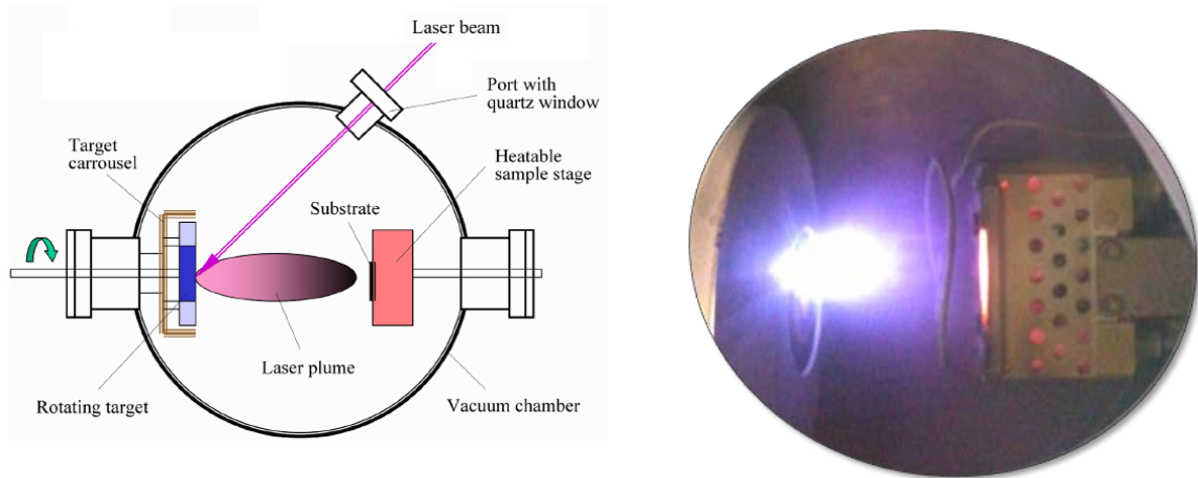 Laser beam
Port with
quartz window
Target
carrousel
Heatable
sample stage
Substrate
Laser plume
Rotating target
Vacuum chamber